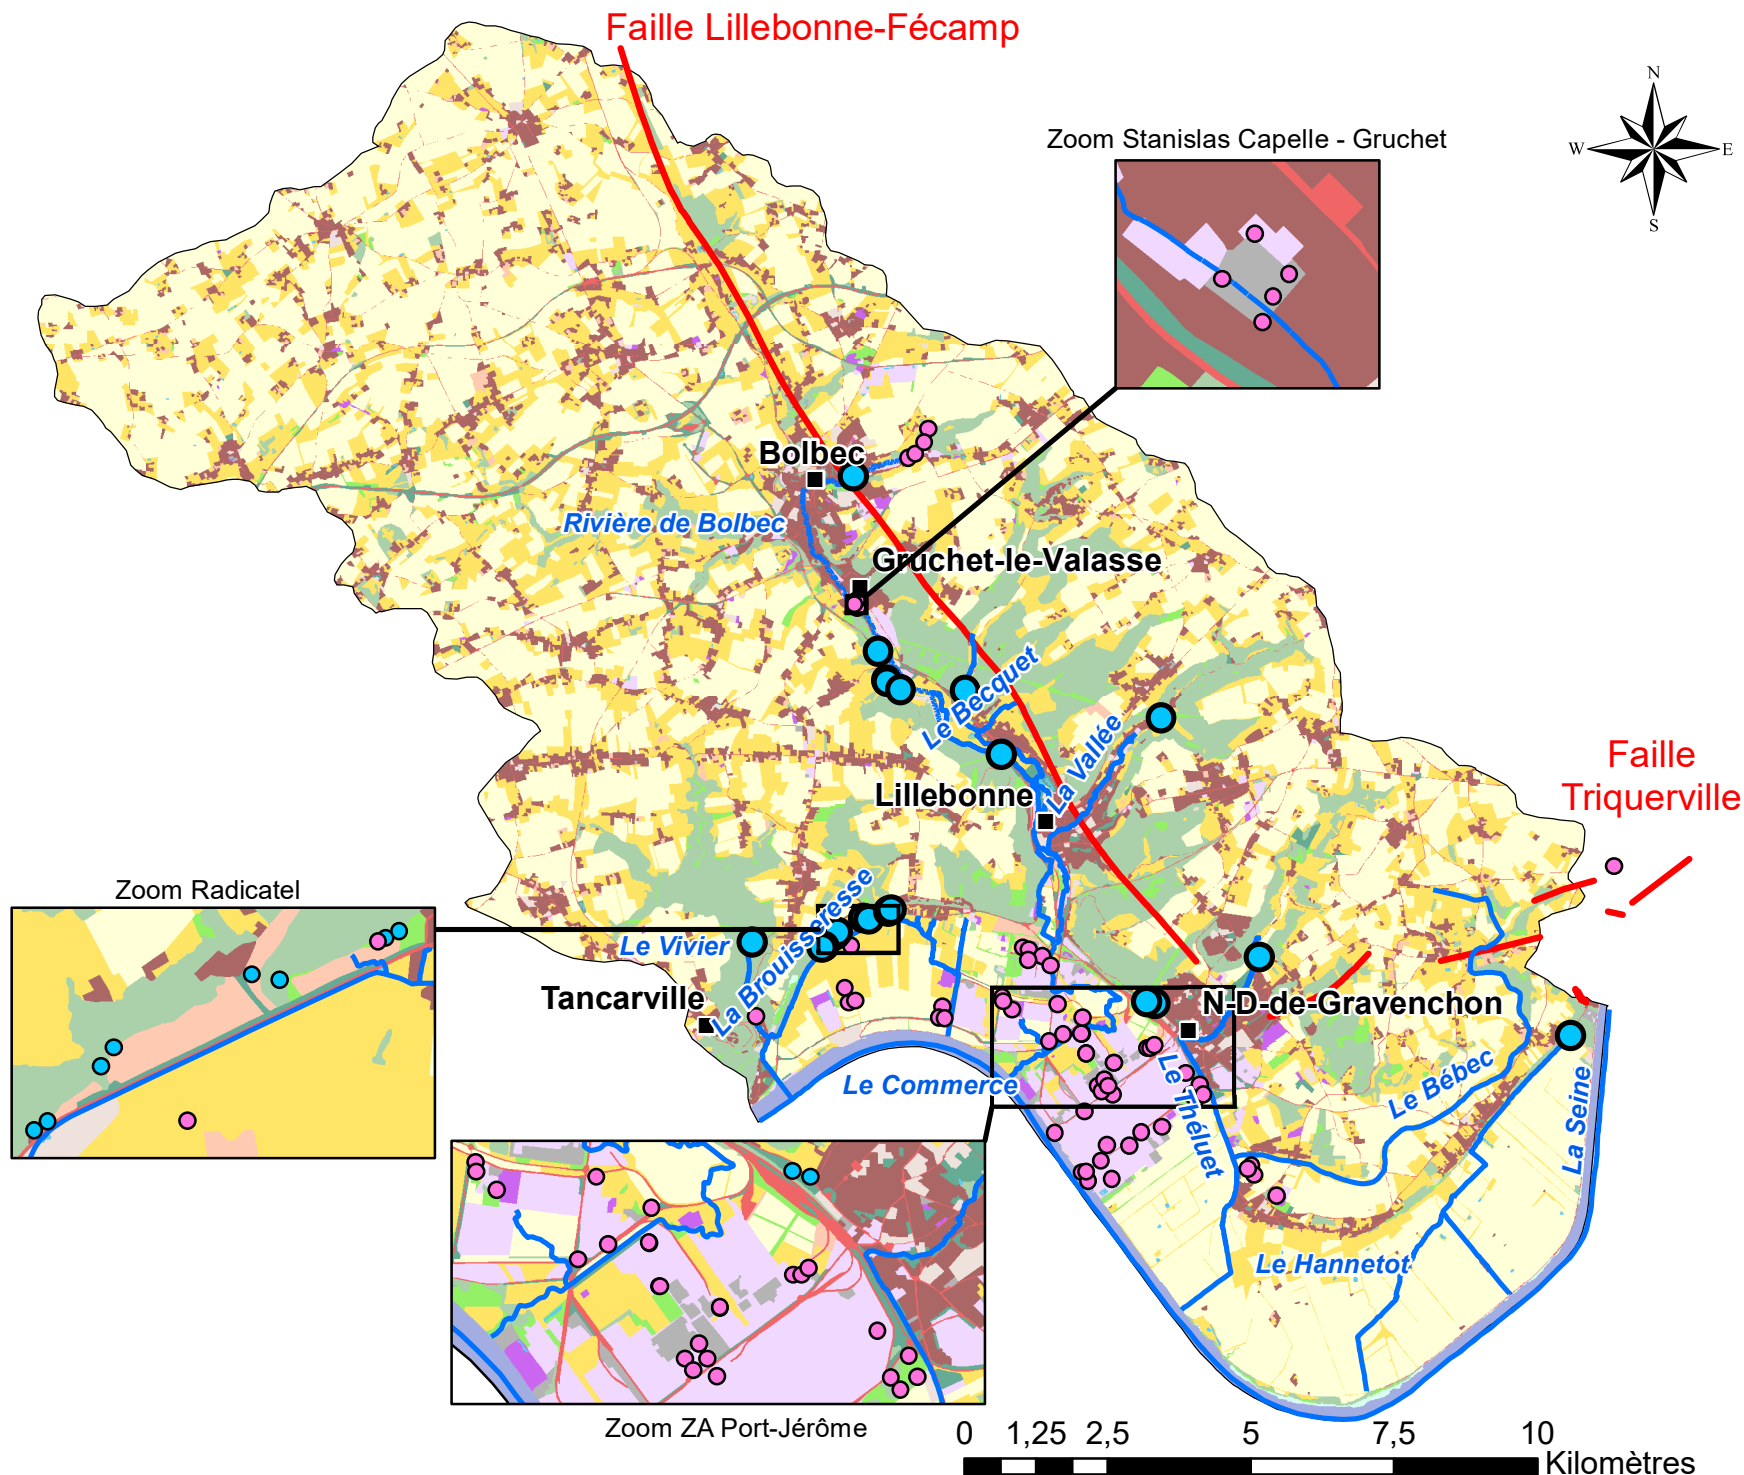 Faille Lillebonne-Fécamp
N
W
E
S
Zoom Stanislas Capelle - Gruchet
Bolbec
Rivière de Bolbec
Gruchet-le-Valasse
Le Becquet
La Vallée
Lillebonne
Faille
Triquerville
Zoom Radicatel
La Brouisseresse
Le Vivier
Tancarville
N-D-de-Gravenchon
Le Commerce
Le Théluet
Le Bébec
La Seine
Le Hannetot
Zoom ZA Port-Jérôme
0 1,25 2,5 5 7,5 10
Kilomètres